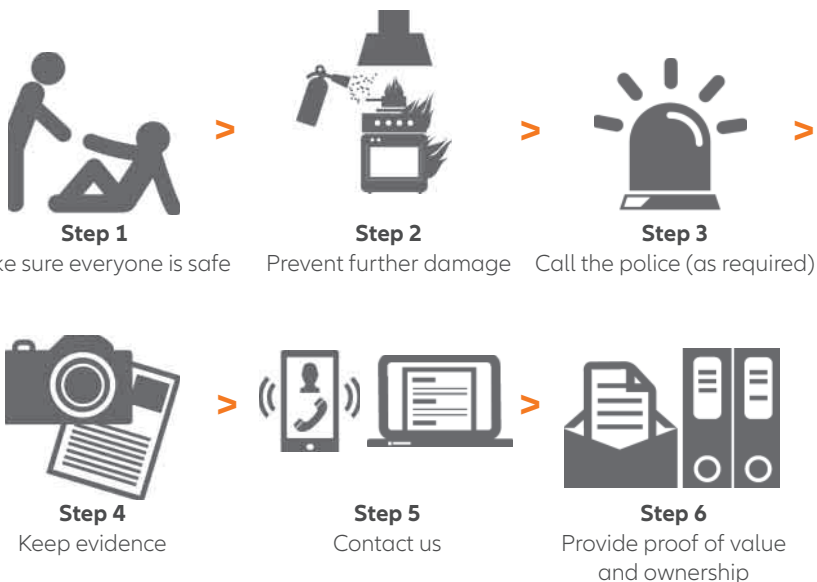 Step 1
ke sure everyone is safe
>
Step 2
Prevent further damage
>
Step 3
Call the police (as required)
>
Step 4
Keep evidence
>
Step 5
Contact us
>
Step 6
Provide proof of value
and ownership